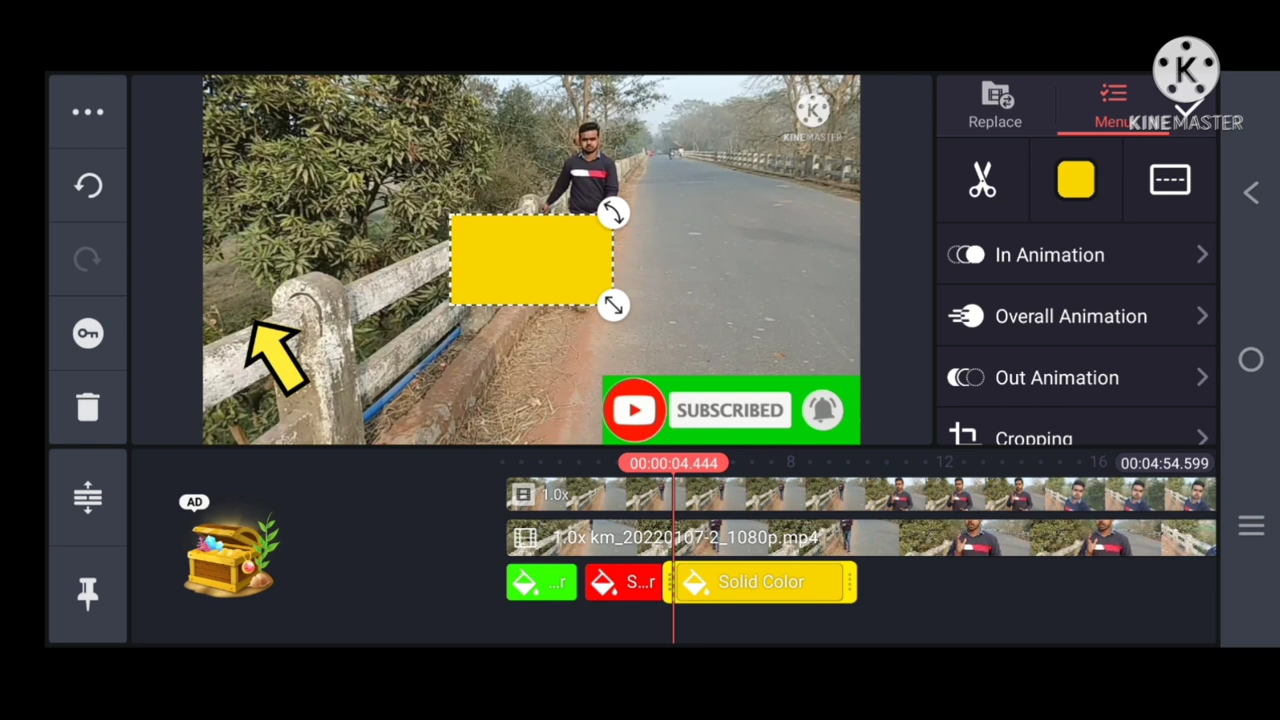 Replace
Menu
KINEMASTER
KINEMASTER
In Animation
Overall Animation
Out Animation
Cropping
SUBSCRIBED
00:00:04.444
8
12
16
00:04:54.599
AD
1.0x
1.0x km_20220107-2_1080p.mp4
...r
S...r
Solid Color